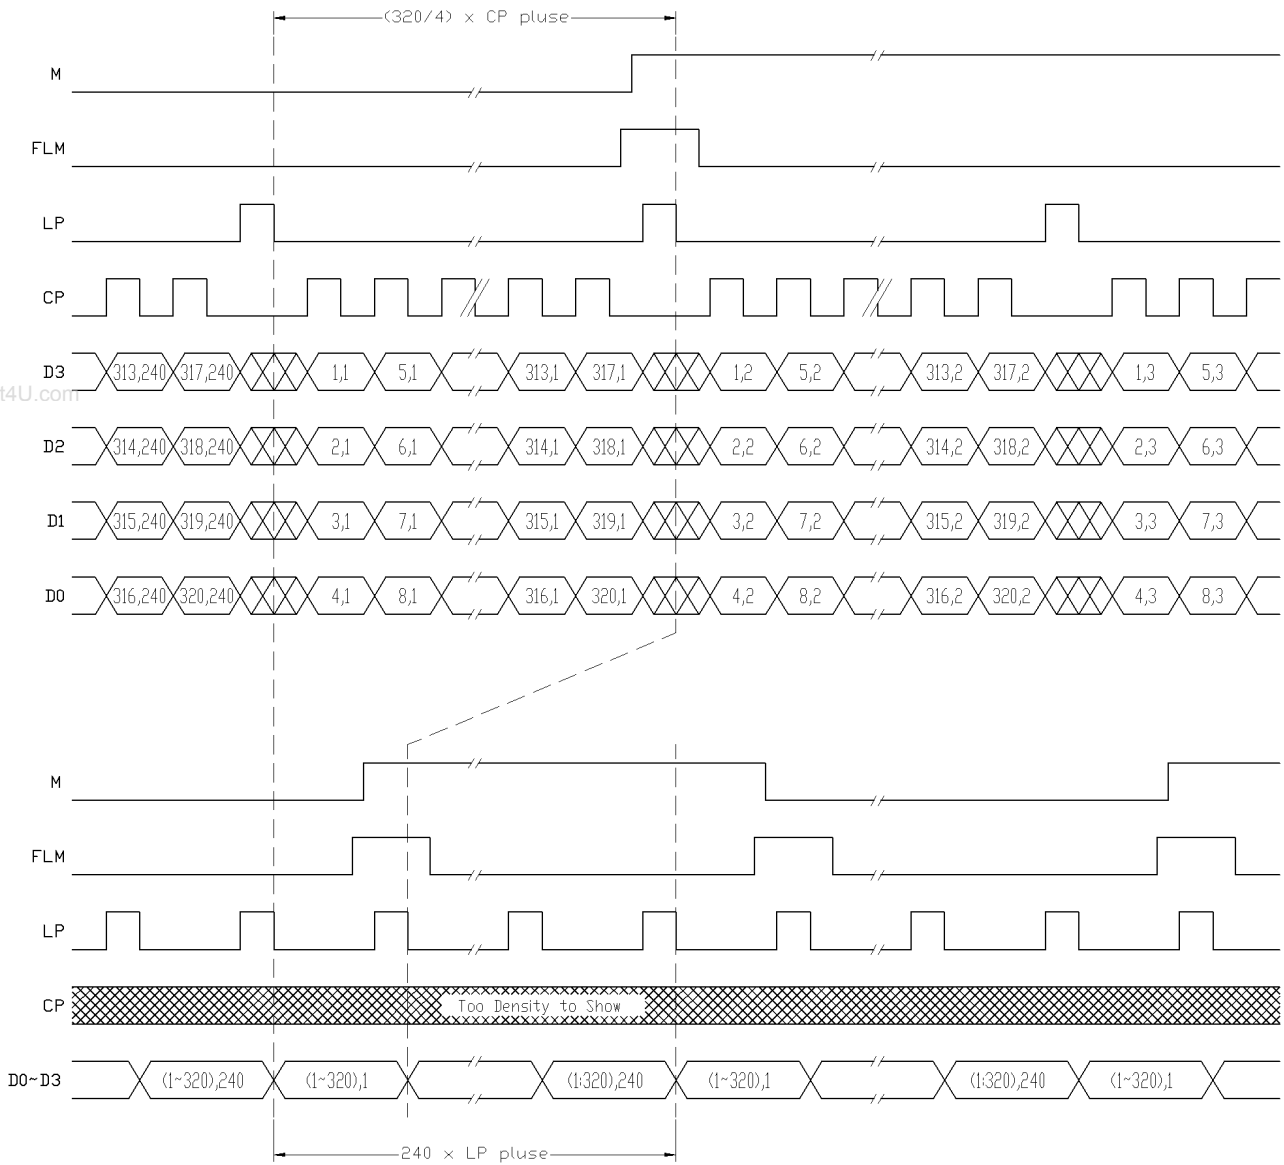 (320/4) x CP pluse
M
FLM
LP
CP
D3 313,240 317,240 1,1 5,1 313,1 317,1 1,2 5,2 313,2 317,2 1,3 5,3
t4U.com
D2 314,240 318,240 2,1 6,1 314,1 318,1 2,2 6,2 314,2 318,2 2,3 6,3
D1 315,240 319,240 3,1 7,1 315,1 319,1 3,2 7,2 315,2 319,2 3,3 7,3
D0 316,240 320,240 4,1 8,1 316,1 320,1 4,2 8,2 316,2 320,2 4,3 8,3
M
FLM
LP
CP Too Density to Show
D0~D3 (1~320),240 (1~320),1 (1:320),240 (1~320),1 (1:320),240 (1~320),1
240 x LP pluse